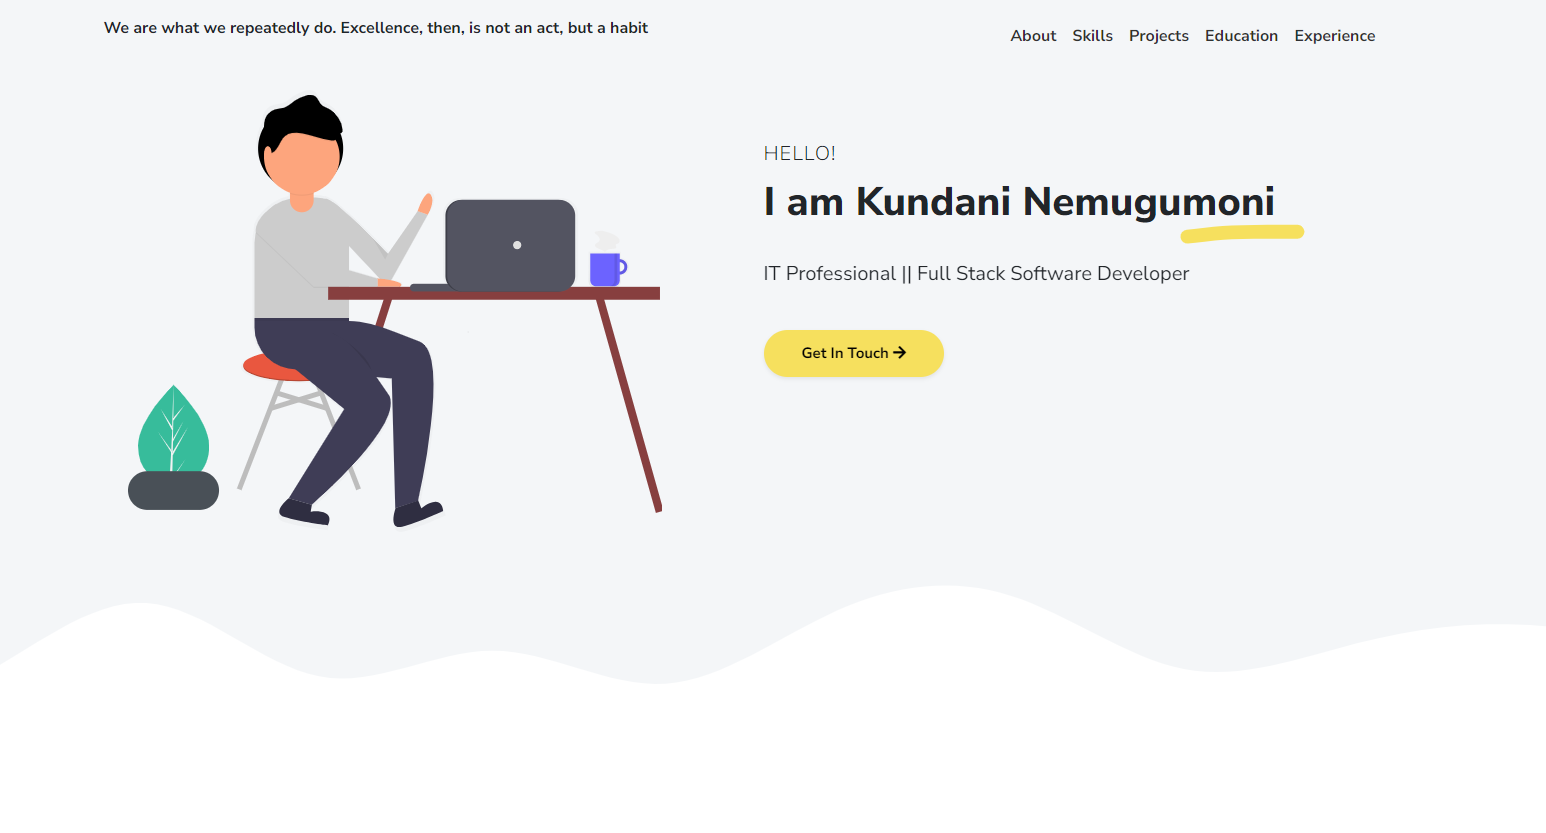 We are what we repeatedly do. Excellence, then, is not an act, but a habit
About Skills Projects Education Experience
HELLO!
I am Kundani Nemugumoni
IT Professional || Full Stack Software Developer
Get In Touch →